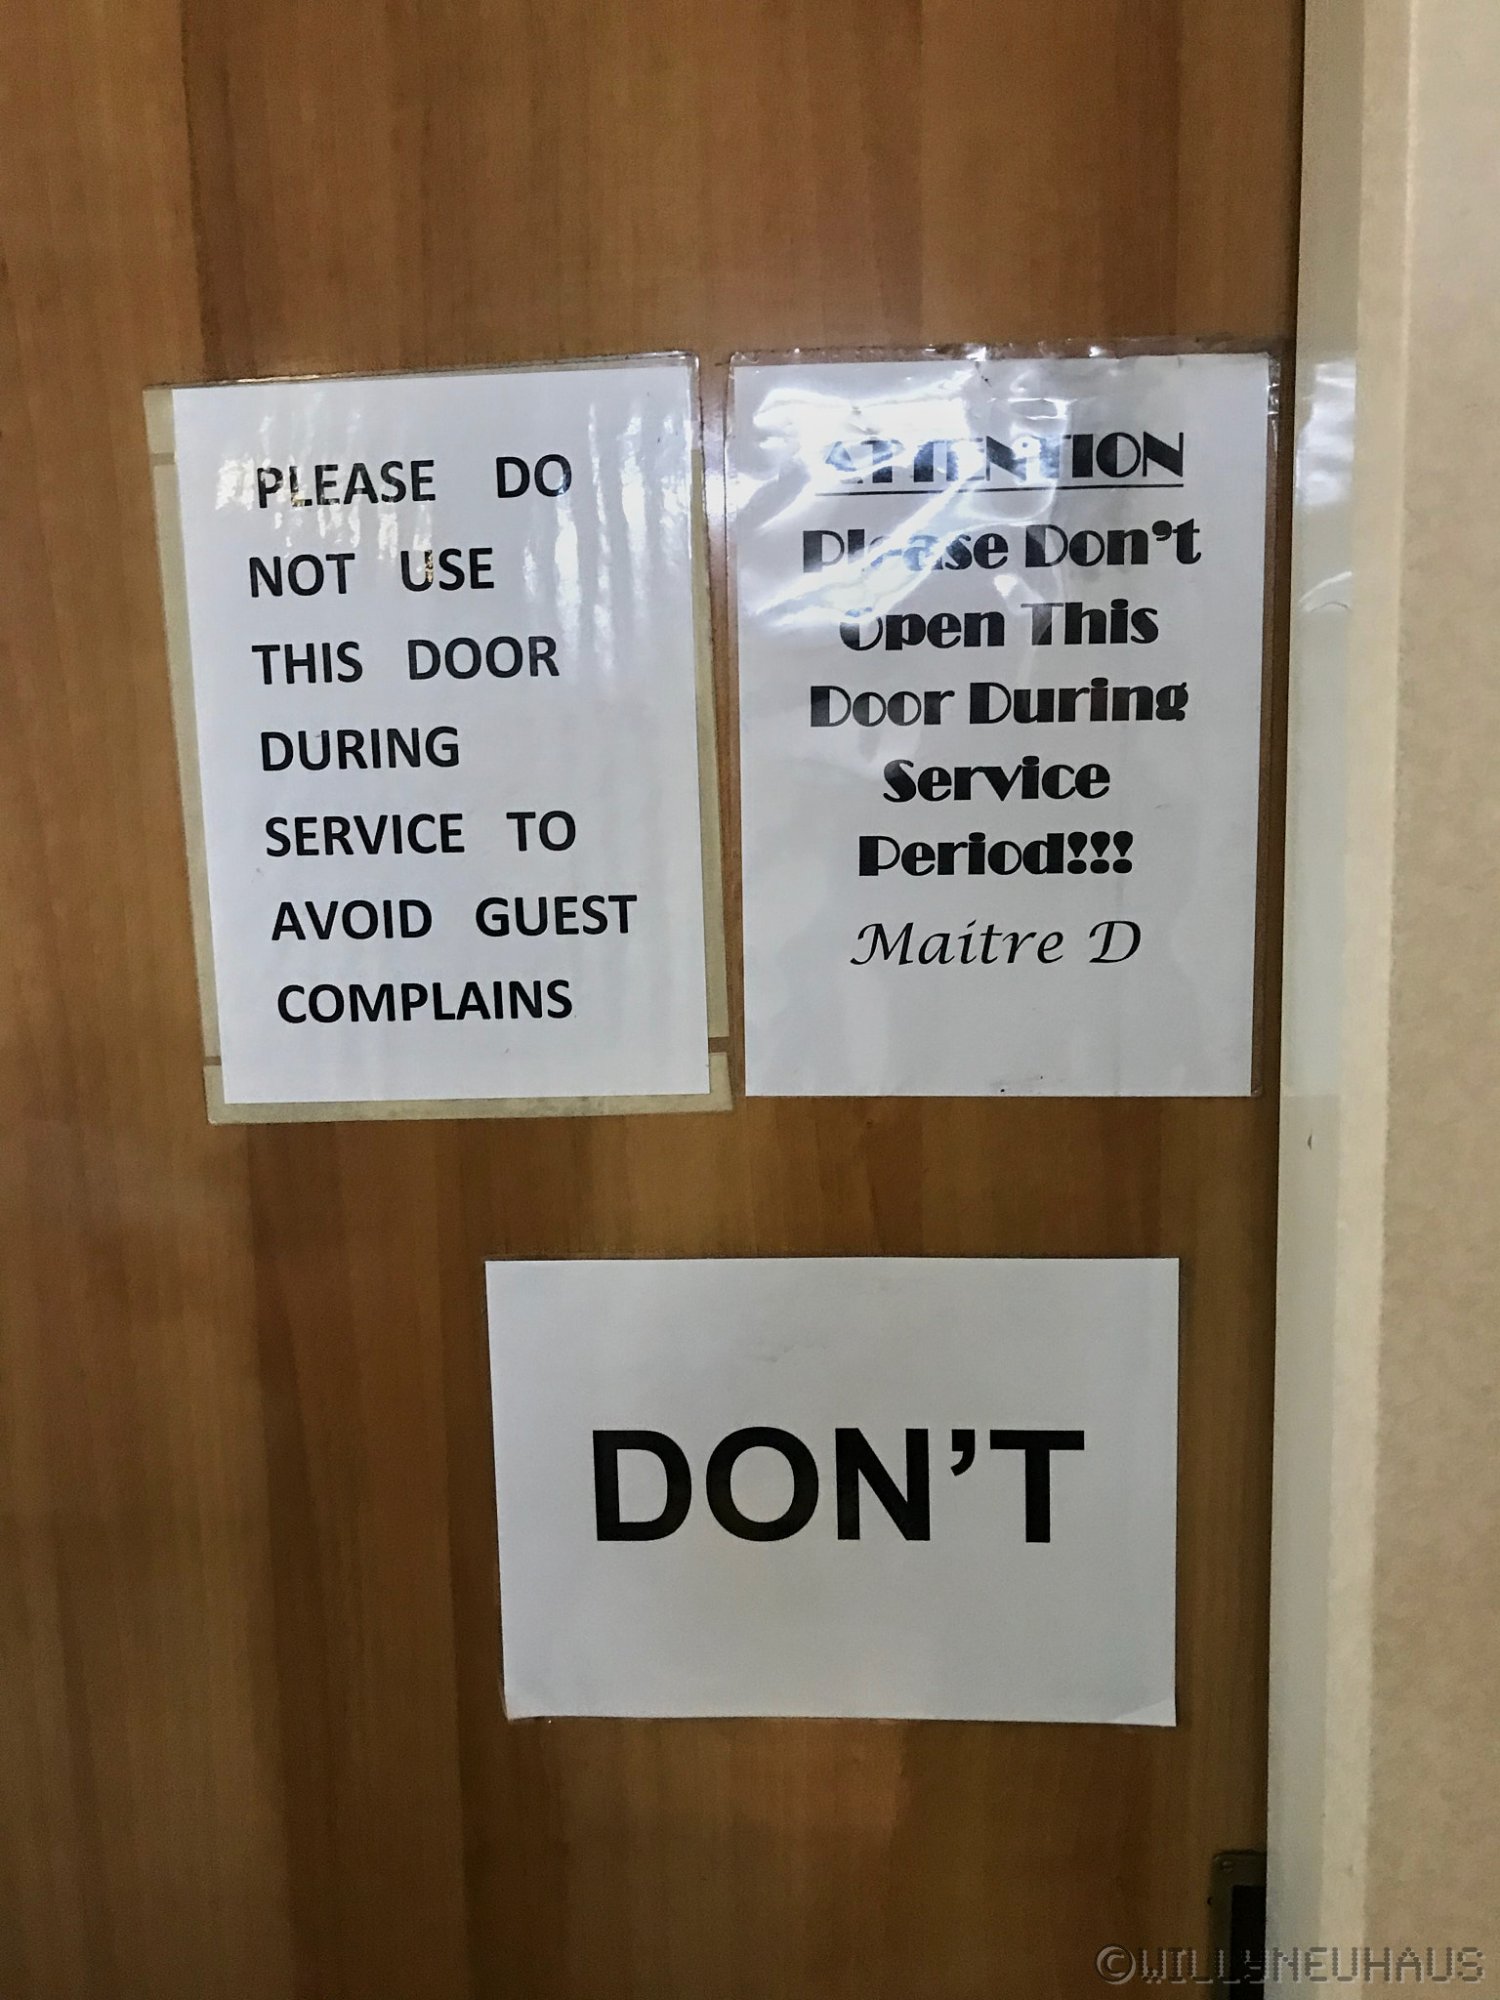 PLEASE DO
NOT USE
THIS DOOR
DURING
SERVICE TO
AVOID GUEST
COMPLAINS
ATTENTION
Please Don't
Open This
Door During
Service
Period!!!
Maitre D
DON'T
©WILLYNEUHAUS